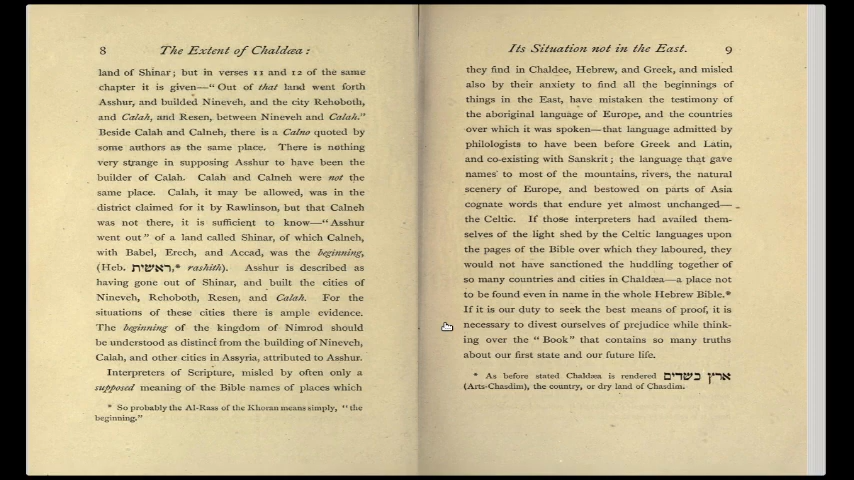 8 The Extent of Chaldæa:
land of Shinar; but in verses 11 and 12 of the same
chapter it is given—“Out of that land went forth
Asshur, and builded Nineveh, and the city Rehoboth,
and Calah, and Resen, between Nineveh and Calah.”
Beside Calah and Calneh, there is a Calno quoted by
some authors as the same place. There is nothing
very strange in supposing Asshur to have been the
builder of Calah. Calah and Calneh were not the
same place. Calah, it may be allowed, was in the
district claimed for it by Rawlinson, but that Calneh
was not there, it is sufficient to know—“Asshur
went out” of a land called Shinar, of which Calneh,
with Babel, Erech, and Accad, was the beginning,
(Heb. ראשית,* rashith). Asshur is described as
having gone out of Shinar, and built the cities of
Nineveh, Rehoboth, Resen, and Calah. For the
situations of these cities there is ample evidence.
The beginning of the kingdom of Nimrod should
be understood as distinct from the building of Nineveh,
Calah, and other cities in Assyria, attributed to Asshur.
Interpreters of Scripture, misled by often only a
supposed meaning of the Bible names of places which
* So probably the Al-Rass of the Khoran means simply, “the
beginning.”
Its Situation not in the East. 9
they find in Chaldee, Hebrew, and Greek, and misled
also by their anxiety to find all the beginnings of
things in the East, have mistaken the testimony of
the aboriginal language of Europe, and the countries
over which it was spoken—that language admitted by
philologists to have been before Greek and Latin,
and co-existing with Sanskrit; the language that gave
names to most of the mountains, rivers, the natural
scenery of Europe, and bestowed on parts of Asia
cognate words that endure yet almost unchanged—
the Celtic. If those interpreters had availed them-
selves of the light shed by the Celtic languages upon
the pages of the Bible over which they laboured, they
would not have sanctioned the huddling together of
so many countries and cities in Chaldæa—a place not
to be found even in name in the whole Hebrew Bible.*
If it is our duty to seek the best means of proof, it is
necessary to divest ourselves of prejudice while think-
ing over the “Book” that contains so many truths
about our first state and our future life.
* As before stated Chaldæa is rendered ארץ כשדים
(Arts-Chasdim), the country, or dry land of Chasdim.